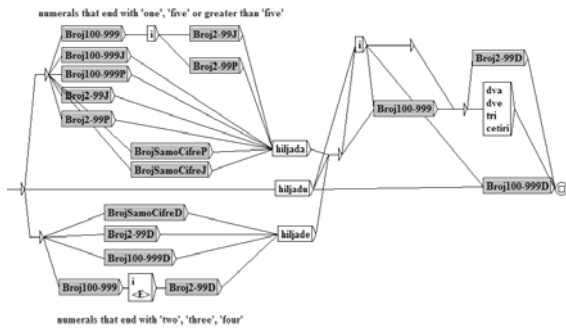 numerals that end with 'one', 'five' or greater than 'five'
Broj100-999
i
Broj2-99J
Broj100-999J
Broj2-99P
Broj100-999P
Broj2-99J
Broj2-99P
BrojSamoCifreP
BrojSamoCifreJ
hiljada
hiljadu
i
Broj100-999
Broj2-99D
dva
dve
tri
cetiri
Broj100-999D
@
BrojSamoCifreD
Broj2-99D
hiljade
Broj100-999D
Broj100-999
i
<E>
Broj2-99D
numerals that end with 'two', 'three', 'four'